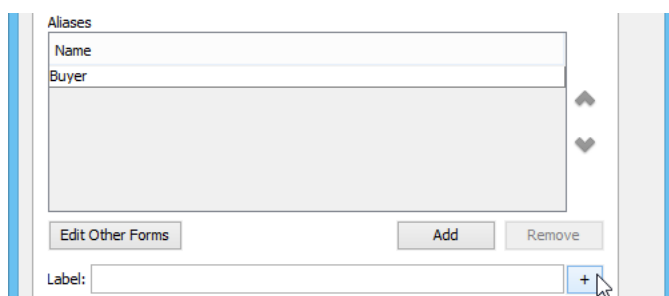 Aliases
Name
Buyer
Edit Other Forms Add Remove
Label: +